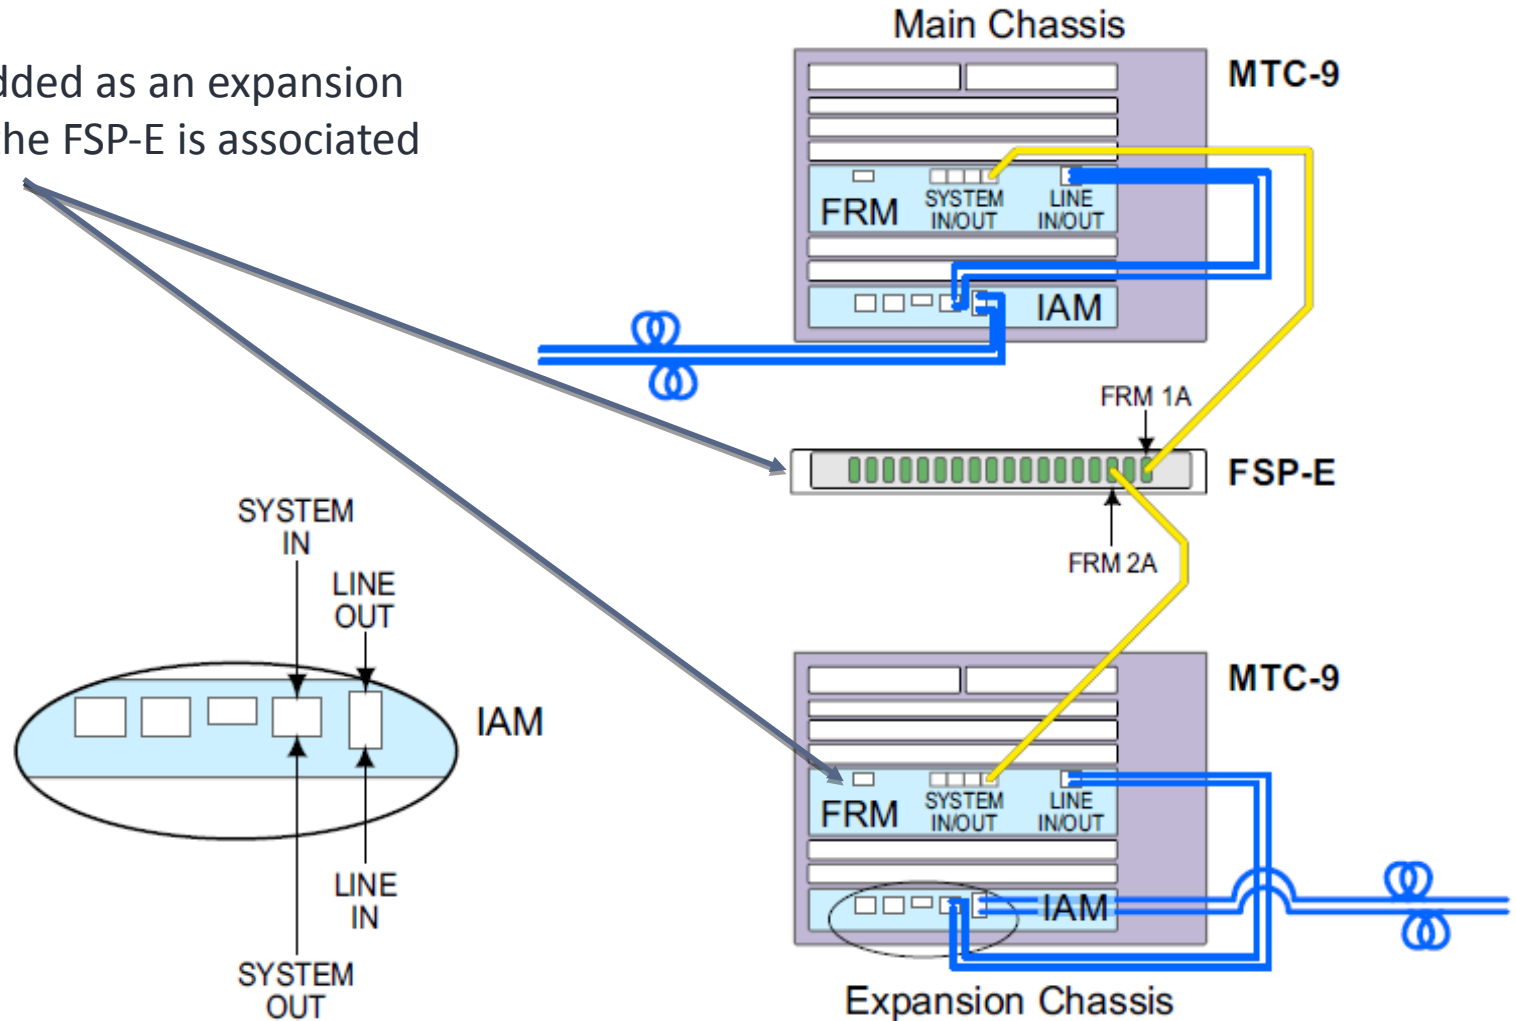 Main Chassis
MTC-9
as an expansion
the FSP-E is associated
FRM
SYSTEM
IN/OUT
LINE
IN/OUT
IAM
FRM 1A
FSP-E
FRM 2A
SYSTEM
IN
LINE
OUT
IAM
LINE
IN
SYSTEM
OUT
MTC-9
FRM
SYSTEM
IN/OUT
LINE
IN/OUT
IAM
Expansion Chassis